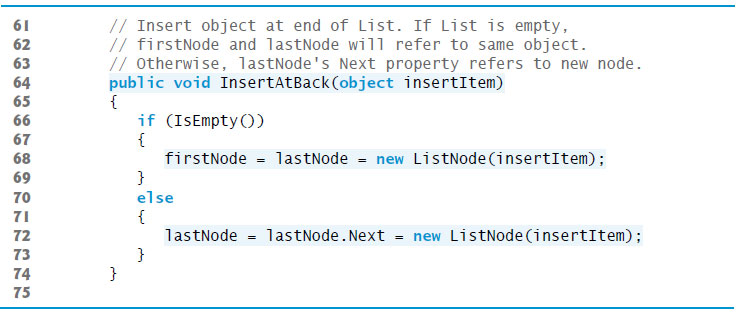 61 // Insert object at end of List. If List is empty,
62 // firstNode and lastNode will refer to same object.
63 // Otherwise, lastNode's Next property refers to new node.
64 public void InsertAtBack(object insertItem)
65 {
66 if (IsEmpty())
67 {
68 firstNode = lastNode = new ListNode(insertItem);
69 }
70 else
71 {
72 lastNode = lastNode.Next = new ListNode(insertItem);
73 }
74 }
75